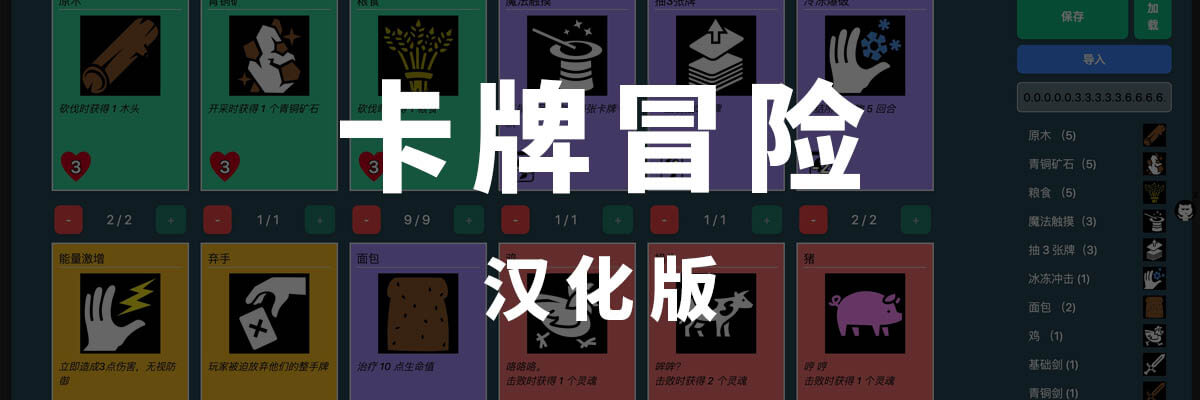 原木
青铜矿
粮食
魔法触摸
抽3张牌
冷冻爆破
砍伐时获得 1 木头
开采时获得 1 个青铜矿石
张卡牌
5 回合
3
3
3
卡牌冒险
汉化版
- 2 / 2 +
- 1 / 1 +
- 9 / 9 +
- 1 / 1 +
- 1 / 1 +
- 2 / 2 +
能量激增
立即造成3点伤害，无视防
御
弃手
玩家被迫放弃他们的整手牌
面包
治疗 10 点生命值
鸡
咯咯咯。
击败时获得 1 个灵魂
哞哞?
击败时获得 2 个灵魂
猪
哼 哼
击败时获得 1 个灵魂
保存
加
载
导入
0.0.0.0.0.3.3.3.3.3.6.6.6.6.
原木 （5）
青铜矿石（5）
粮食 （5）
魔法触摸（3）
抽 3 张牌（3）
冰冻冲击 (1)
面包 （2）
鸡 （1）
基础剑 (1)
青铜剑 (1)